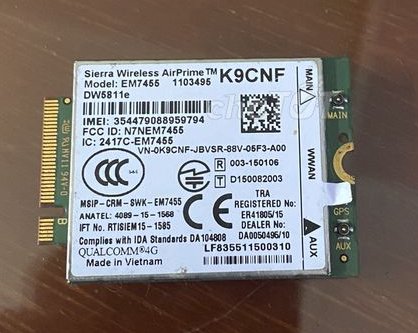 Sierra Wireless AirPrime™ K9CNF
Model: EM7455 1103495
DW5811e
IMEI: 354479088959794
FCC ID: N7NEM7455
IC: 2417C-EM7455
VN-0K9CNF-JBVSR-88V-05F3-A00
CCC
R 003-150106
T D150082003
MSIP-CRM-SWK-EM7455
ANATEL: 4089-15-1568
IFT No. RTISIEM15-1585
TRA
REGISTERED No:
ER41805/15
DEALER No:
DA0050495/10
Complies with IDA Standards DA104808
QUALCOMM 4G
LF835511500310
Made in Vietnam
MAIN
WWAN
AUX
MAIN
GPS
AUX
B